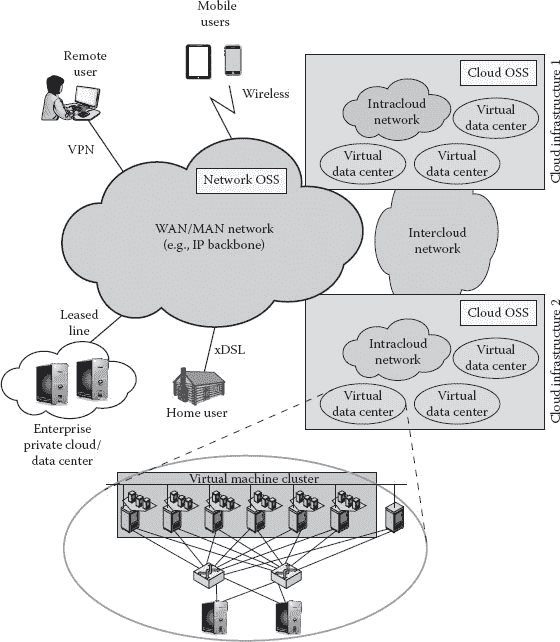 Mobile
users
Remote
user
Wireless
VPN
Network OSS
WAN/MAN network
(e.g., IP backbone)
Cloud OSS
Intracloud
network
Virtual
data center
Virtual
data center
Virtual
data center
Cloud infrastructure 1
Intercloud
network
Cloud OSS
Intracloud
network
Virtual
data center
Virtual
data center
Virtual
data center
Cloud infrastructure 2
Leased
line
xDSL
Home user
Enterprise
private cloud/
data center
Virtual machine cluster